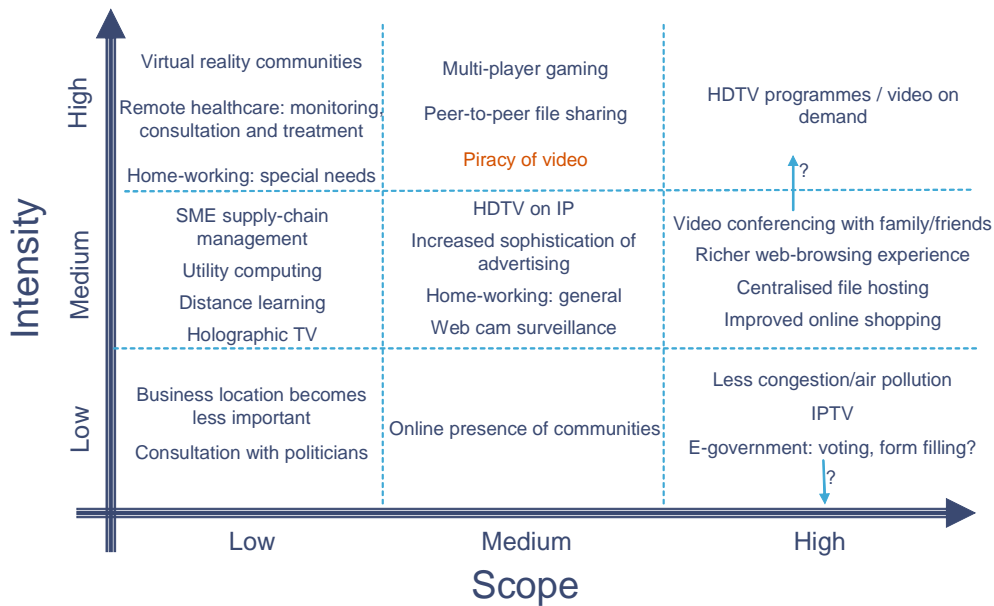 Intensity
High
Virtual reality communities
Remote healthcare: monitoring,
consultation and treatment
Home-working: special needs
Multi-player gaming
Peer-to-peer file sharing
Piracy of video
HDTV programmes / video on
demand
?
Medium
SME supply-chain
management
Utility computing
Distance learning
Holographic TV
HDTV on IP
Increased sophistication of
advertising
Home-working: general
Web cam surveillance
Video conferencing with family/friends
Richer web-browsing experience
Centralised file hosting
Improved online shopping
Low
Business location becomes
less important
Consultation with politicians
Online presence of communities
Less congestion/air pollution
IPTV
E-government: voting, form filling?
?
Low
Medium
High
Scope